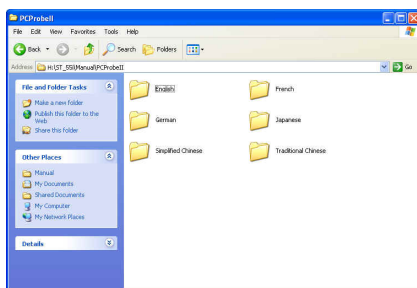 PCProbeII
File Edit View Favorites Tools Help
Back Search Folders
Address H:\ST_55i\Manual\PCProbeII Go
File and Folder Tasks
Make a new folder
Publish this folder to the
Web
Share this folder
Other Places
Manual
My Documents
Shared Documents
My Computer
My Network Places
Details
English French
German Japanese
Simplified Chinese Traditional Chinese